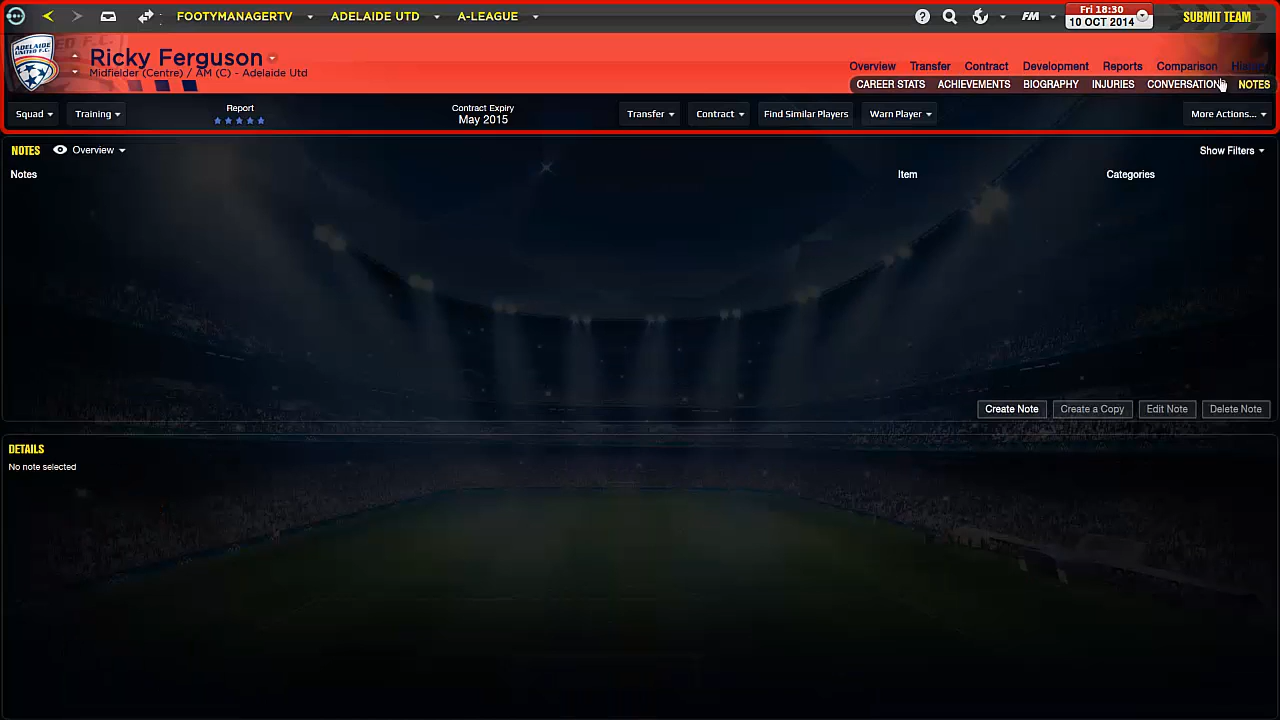 FOOTYMANAGERTV ADELAIDE UTD A-LEAGUE FM Fri 18:30 10 OCT 2014 SUBMIT TEAM
ADELAIDE UNITED F.C.
Ricky Ferguson
Midfielder (Centre) / AM (C) - Adelaide Utd
Overview Transfer Contract Development Reports Comparison
CAREER STATS ACHIEVEMENTS BIOGRAPHY INJURIES CONVERSATION NOTES
Squad Training Report Contract Expiry May 2015 Transfer Contract Find Similar Players Warn Player More Actions...
NOTES Overview Show Filters
Notes Item Categories
Create Note Create a Copy Edit Note Delete Note
DETAILS
No note selected